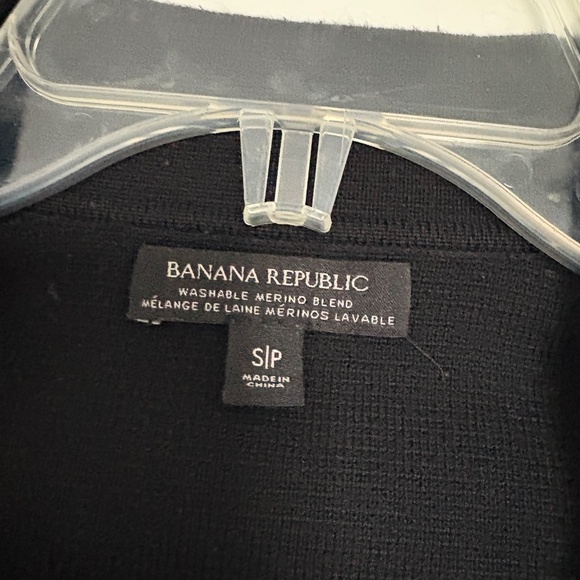 BANANA REPUBLIC
WASHABLE MERINO BLEND
MÉLANGE DE LAINE MÉRINOS LAVABLE
S|P
MADE IN
CHINA